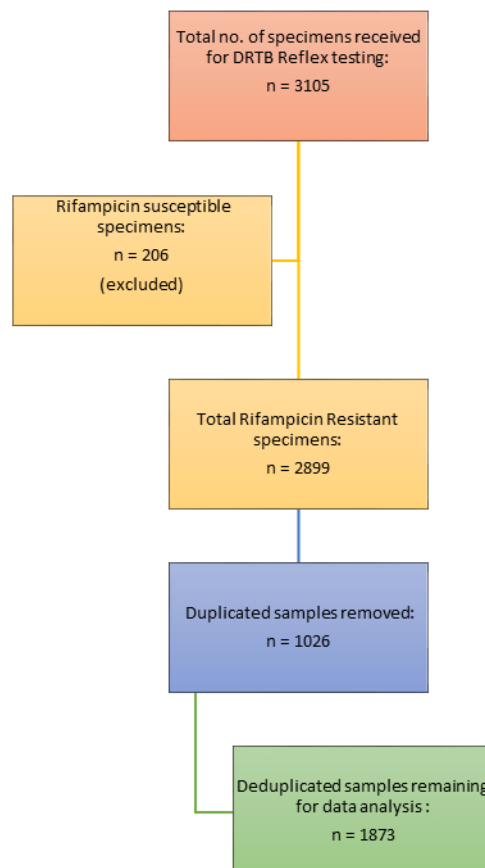 Total no. of specimens received
for DRTB Reflex testing:
n = 3105
Rifampicin susceptible
specimens:
n = 206
(excluded)
Total Rifampicin Resistant
specimens:
n = 2899
Duplicated samples removed:
n = 1026
Deduplicated samples remaining
for data analysis :
n = 1873